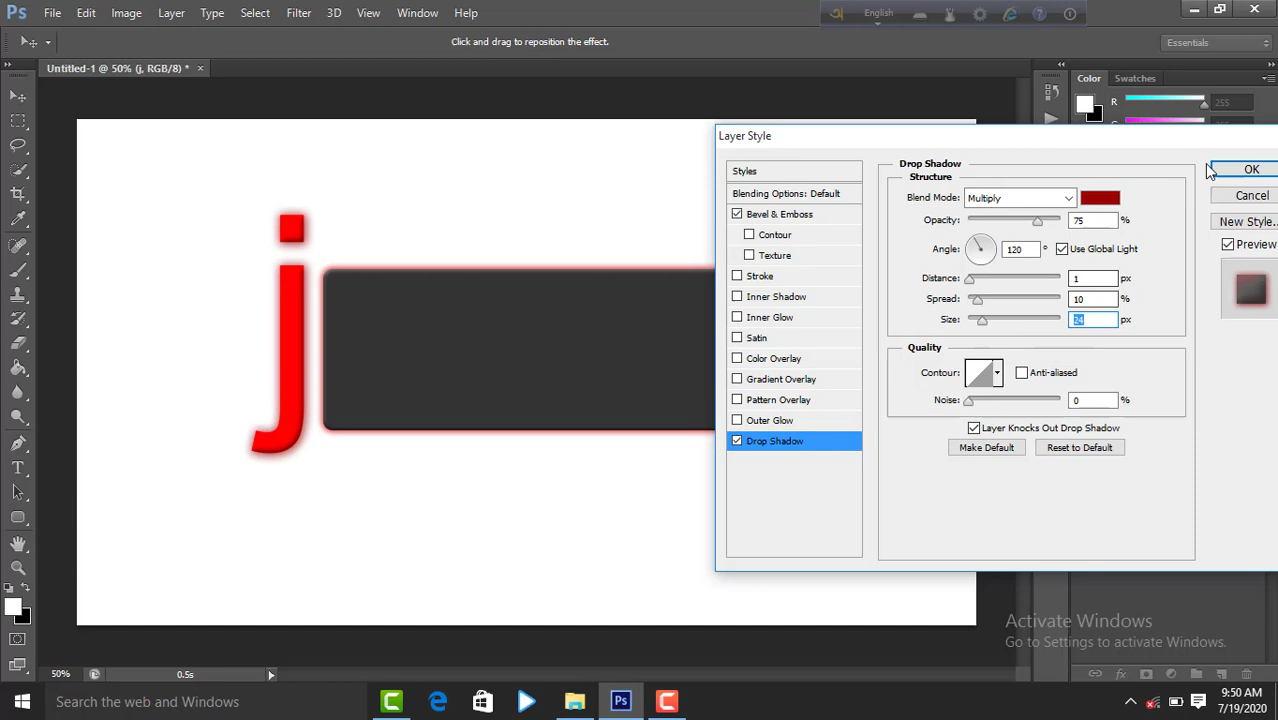 Ps File Edit Image Layer Type Select Filter 3D View Window Help
English
Click and drag to reposition the effect.
Essentials
Untitled-1 @ 50% (j, RGB/8) * ×
Color Swatches
R 255
Layer Style
Styles
Blending Options: Default
Bevel & Emboss
Contour
Texture
Stroke
Inner Shadow
Inner Glow
Satin
Color Overlay
Gradient Overlay
Pattern Overlay
Outer Glow
Drop Shadow
Drop Shadow
Structure
Blend Mode: Multiply
Opacity: 75 %
Angle: 120 ° Use Global Light
Distance: 1 px
Spread: 10 %
Size: 24 px
Quality
Contour: Anti-aliased
Noise: 0 %
Layer Knocks Out Drop Shadow
Make Default Reset to Default
OK
Cancel
New Style...
Preview
j
Activate Windows
Go to Settings to activate Windows.
50% 0.5s
fx
Search the web and Windows
Ps
9:50 AM
7/19/2020